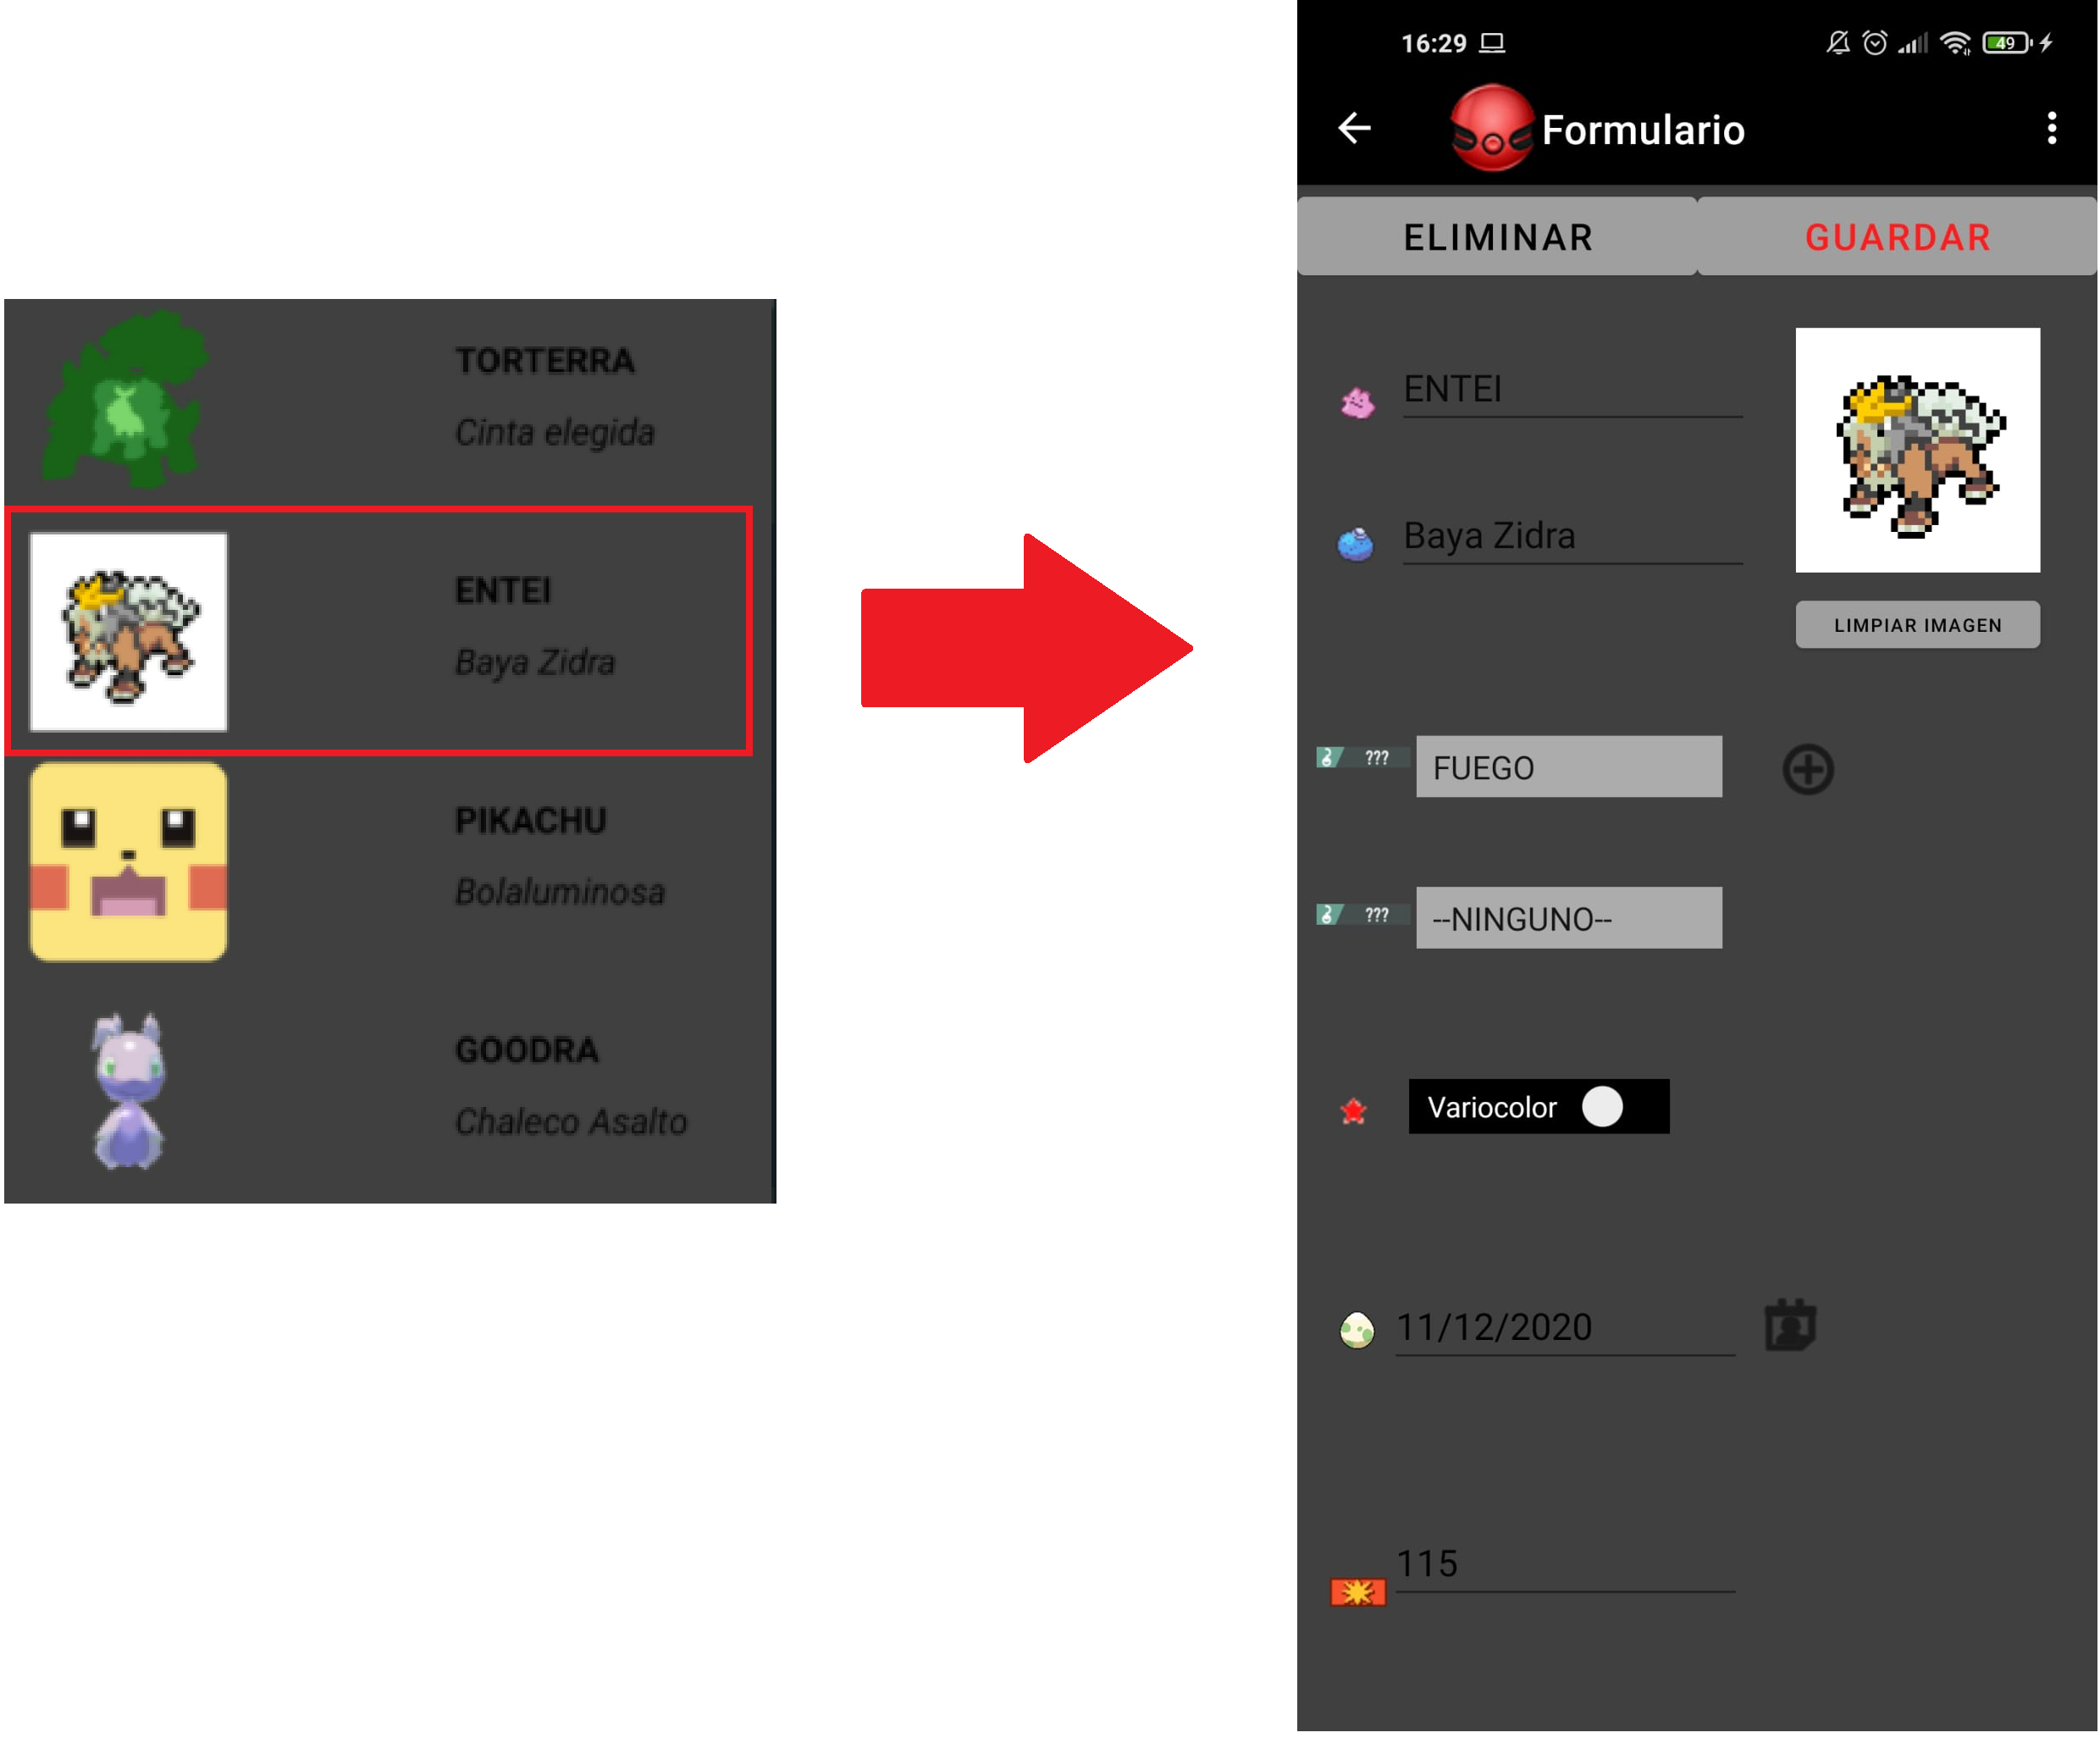 TORTERRA
Cinta elegida
ENTEI
Baya Zidra
PIKACHU
Bolaluminosa
GOODRA
Chaleco Asalto
16:29
49
Formulario
ELIMINAR
GUARDAR
ENTEI
Baya Zidra
LIMPIAR IMAGEN
??? FUEGO
??? --NINGUNO--
Variocolor
11/12/2020
115